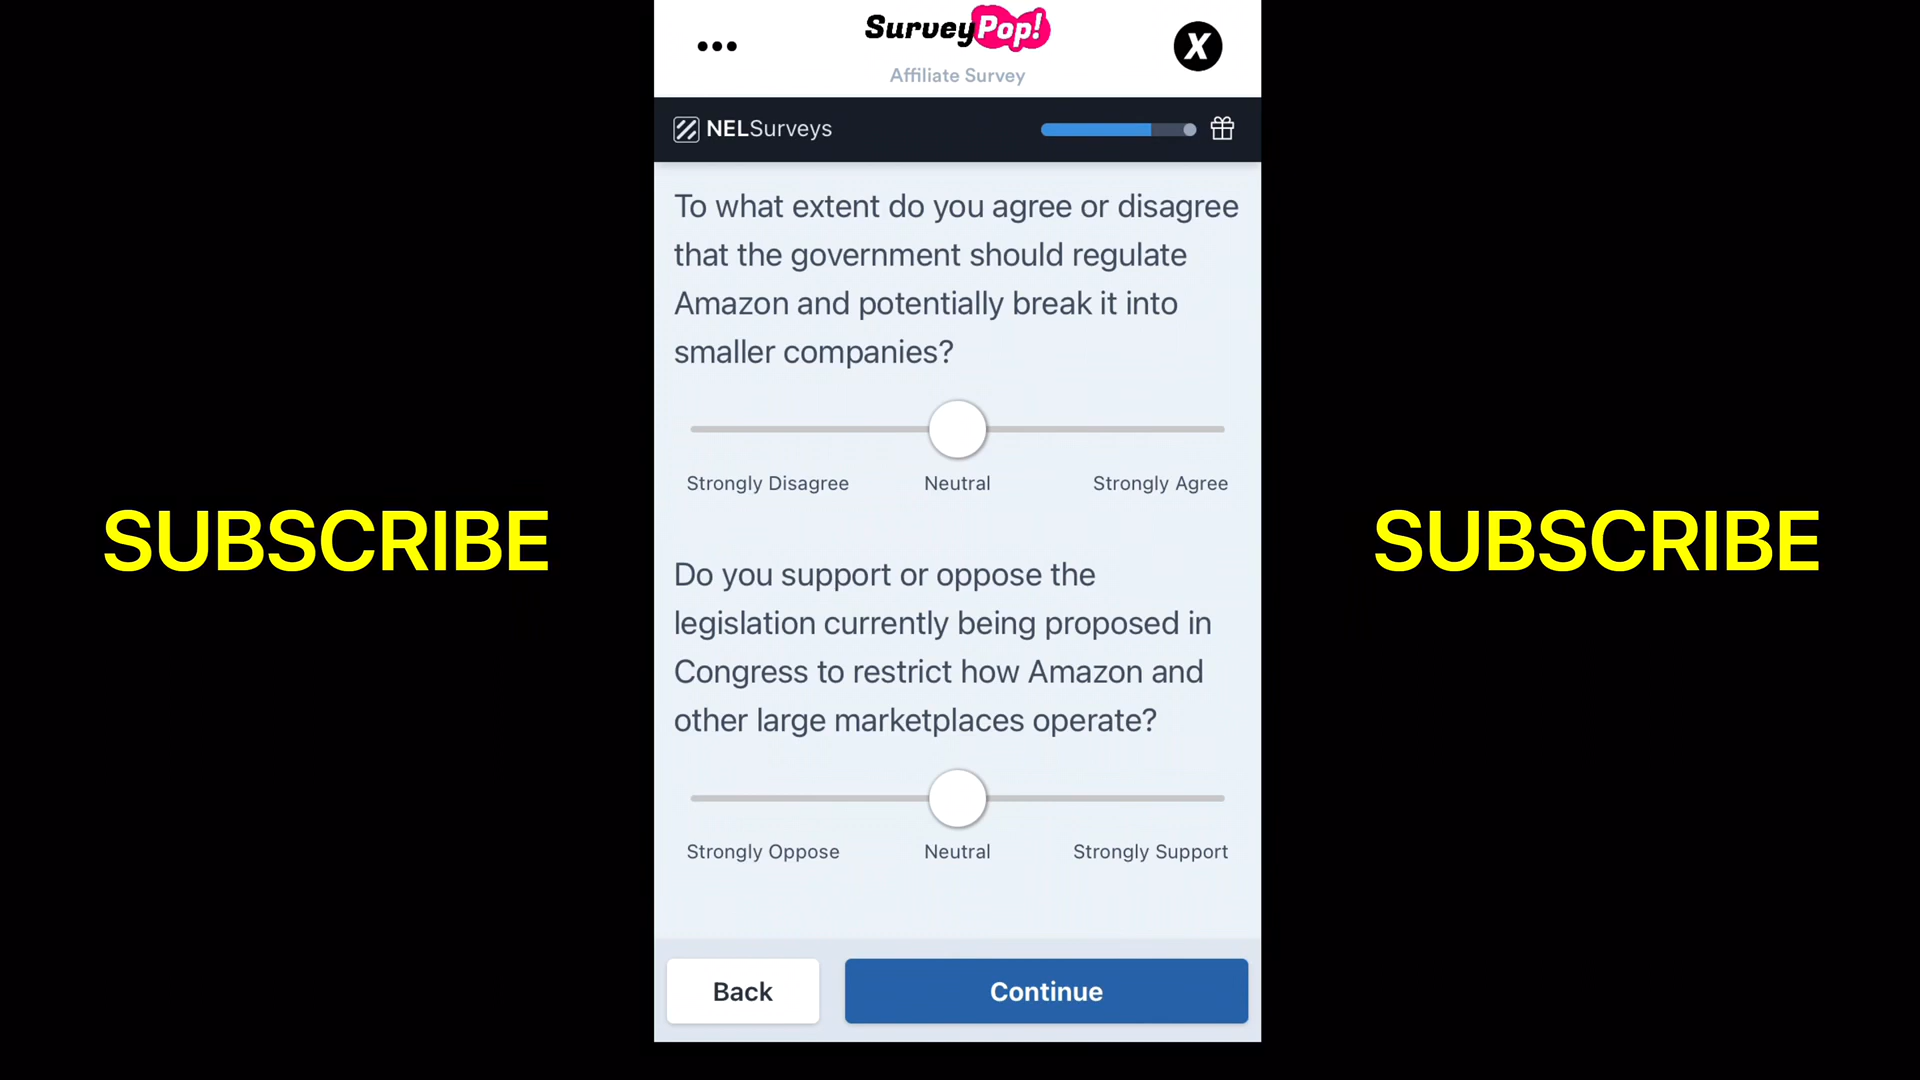 SurveyPop!
X
Affiliate Survey
NELSurveys
To what extent do you agree or disagree
that the government should regulate
Amazon and potentially break it into
smaller companies?
Strongly Disagree Neutral Strongly Agree
SUBSCRIBE
SUBSCRIBE
Do you support or oppose the
legislation currently being proposed in
Congress to restrict how Amazon and
other large marketplaces operate?
Strongly Oppose Neutral Strongly Support
Back Continue